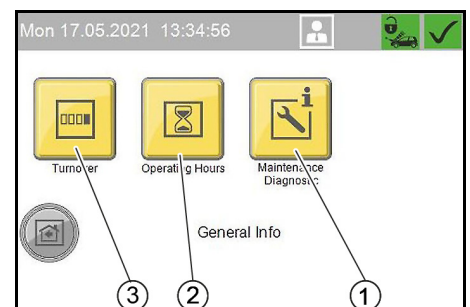 Mon 17.05.2021 13:34:56
Turnover Operating Hours Maintenance
Diagnostic
General Info
3 2 1